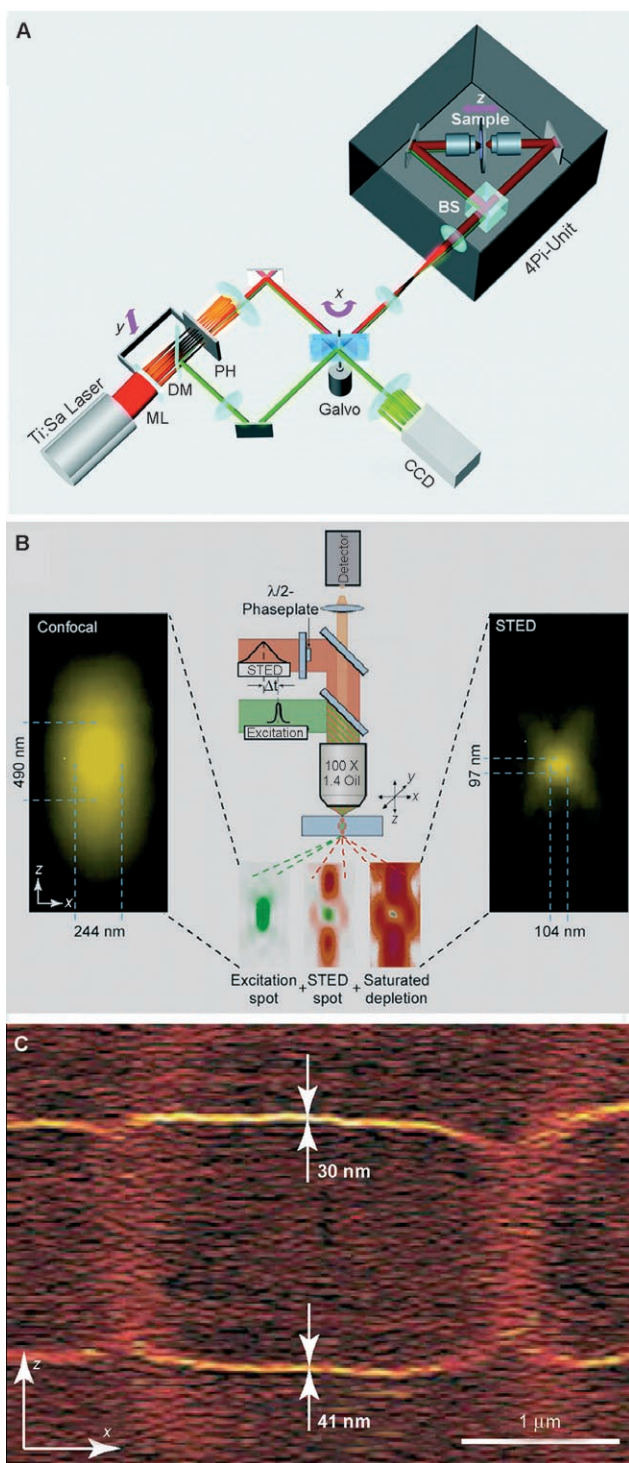 A
z
Sample
BS
4Pi-Unit
x
y
PH
DM
ML
Ti:Sa Laser
Galvo
CCD
B
Detector
λ/2-
Phaseplate
Confocal
STED
STED
Δt
Excitation
490 nm
100 X
1.4 Oil
y
x
z
97 nm
z
x
244 nm
104 nm
Excitation
spot
+
STED
spot
+
Saturated
depletion
C
30 nm
z
x
41 nm
1 μm